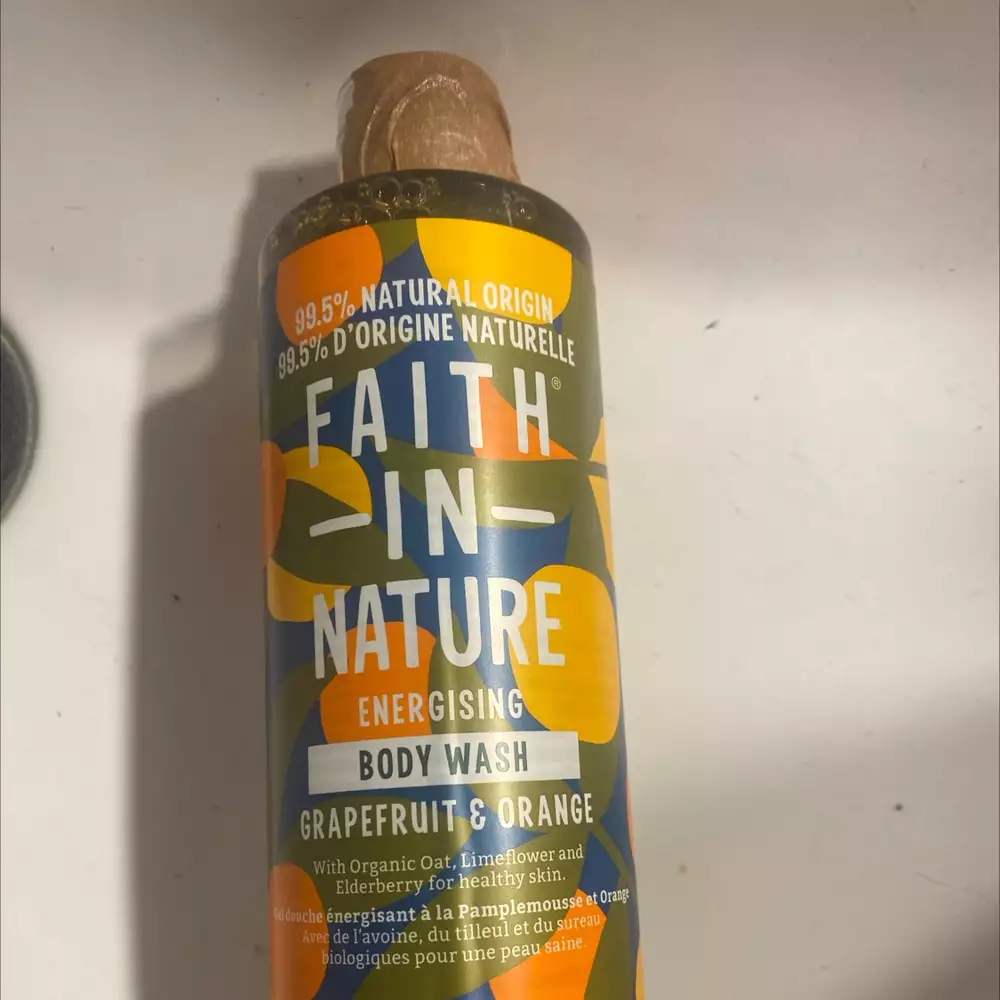 99.5% NATURAL ORIGIN
99.5% D'ORIGINE NATURELLE
FAITH®
-IN-
NATURE
ENERGISING
BODY WASH
GRAPEFRUIT & ORANGE
With Organic Oat, Limeflower and
Elderberry for healthy skin.
Gel douche énergisant à la Pamplemousse et Orange
Avec de l'avoine, du tilleul et du sureau
biologiques pour une peau saine.